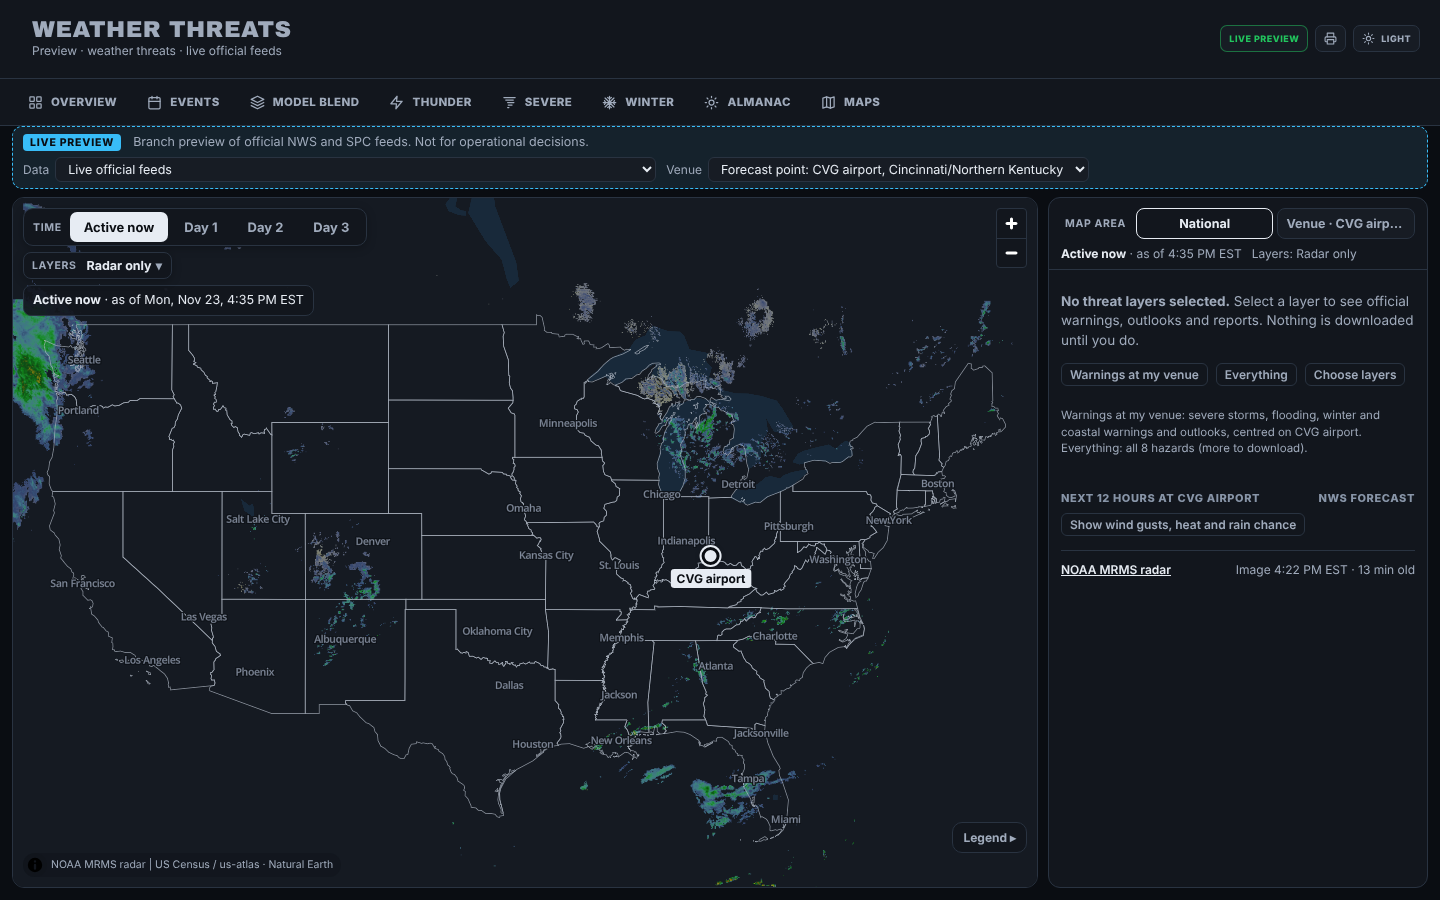 WEATHER THREATS
Preview · weather threats · live official feeds
LIVE PREVIEW
LIGHT
OVERVIEW
EVENTS
MODEL BLEND
THUNDER
SEVERE
WINTER
ALMANAC
MAPS
LIVE PREVIEW Branch preview of official NWS and SPC feeds. Not for operational decisions.
Data Live official feeds Venue Forecast point: CVG airport, Cincinnati/Northern Kentucky
TIME Active now Day 1 Day 2 Day 3
LAYERS Radar only ▾
Active now · as of Mon, Nov 23, 4:35 PM EST
+
−
Seattle
Portland
Minneapolis
Chicago
Detroit
Boston
Omaha
Salt Lake City
Pittsburgh
New York
Denver
Indianapolis
Kansas City
St. Louis
Washington
CVG airport
San Francisco
Las Vegas
Oklahoma City
Albuquerque
Memphis
Charlotte
Los Angeles
Phoenix
Atlanta
Dallas
Jackson
Jacksonville
Houston
New Orleans
Tampa
Miami
Legend ▸
NOAA MRMS radar | US Census / us-atlas · Natural Earth
MAP AREA National Venue · CVG airp...
Active now · as of 4:35 PM EST Layers: Radar only
No threat layers selected. Select a layer to see official
warnings, outlooks and reports. Nothing is downloaded
until you do.
Warnings at my venue Everything Choose layers
Warnings at my venue: severe storms, flooding, winter and
coastal warnings and outlooks, centred on CVG airport.
Everything: all 8 hazards (more to download).
NEXT 12 HOURS AT CVG AIRPORT NWS FORECAST
Show wind gusts, heat and rain chance
NOAA MRMS radar Image 4:22 PM EST · 13 min old